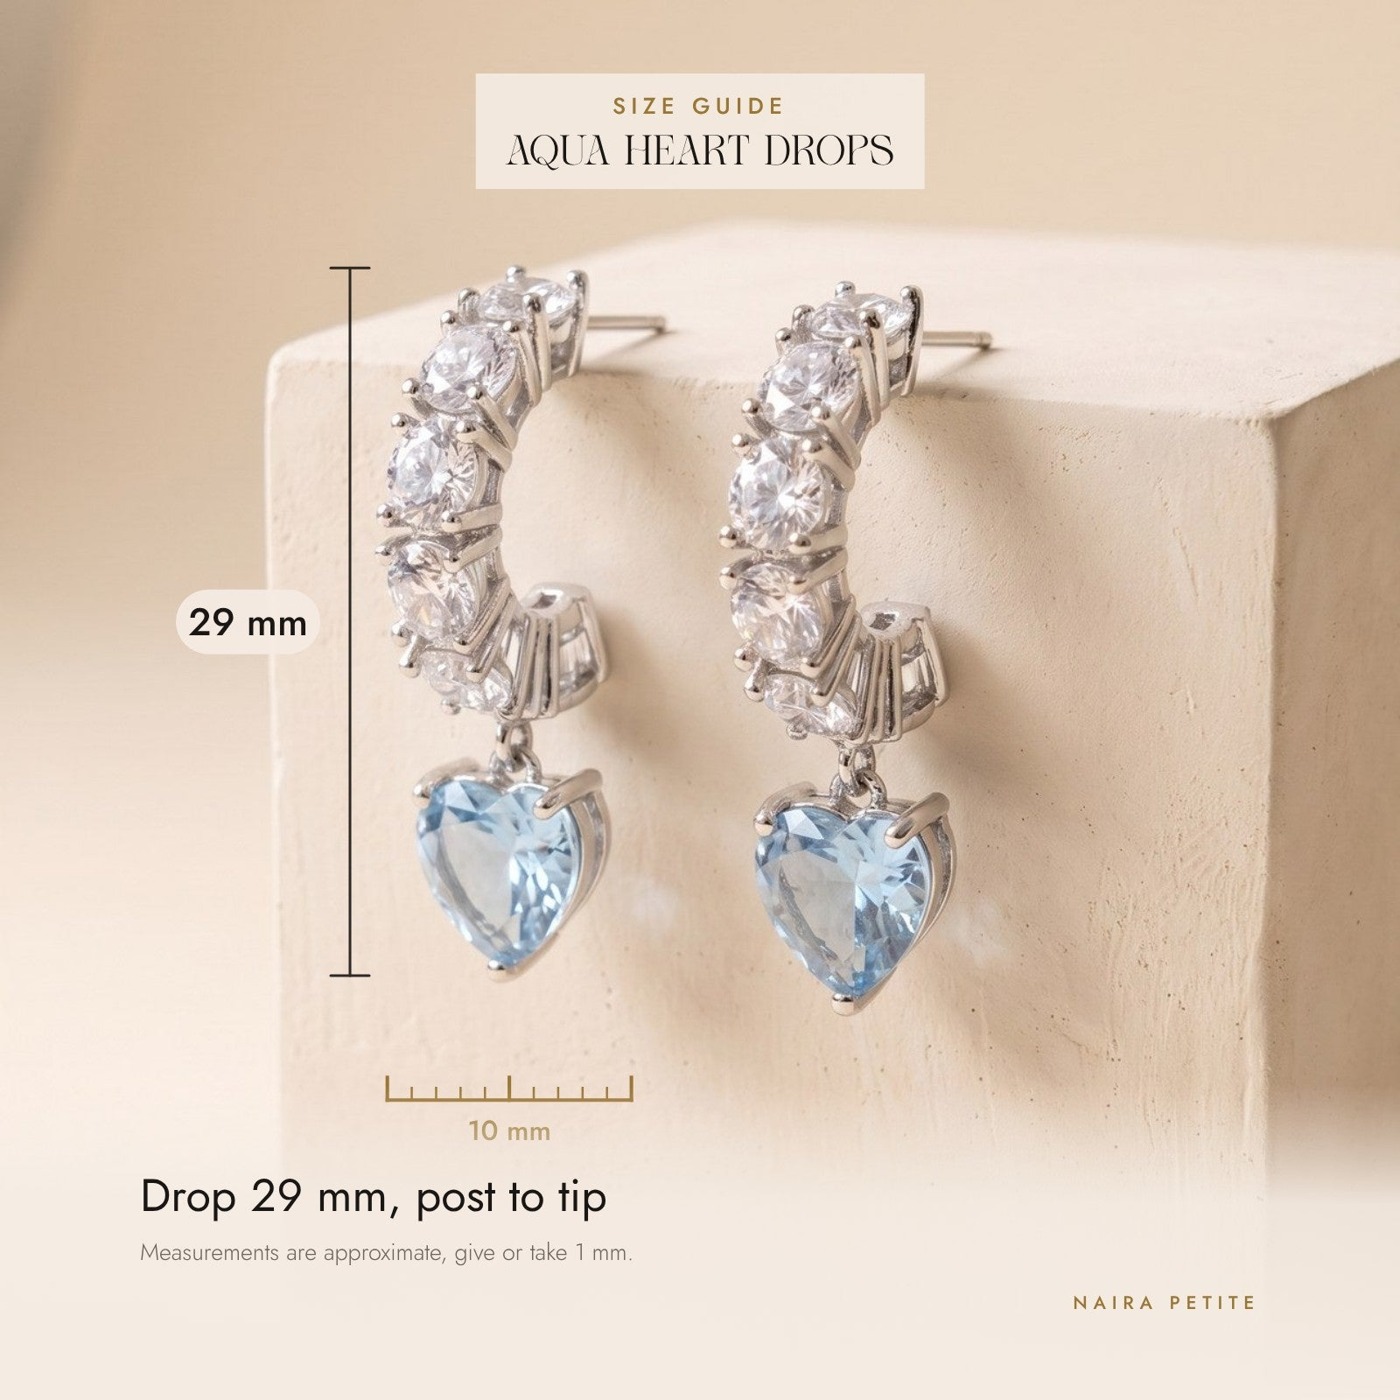 SIZE GUIDE
AQUA HEART DROPS
29 mm
10 mm
Drop 29 mm, post to tip
Measurements are approximate, give or take 1 mm.
NAIRA PETITE